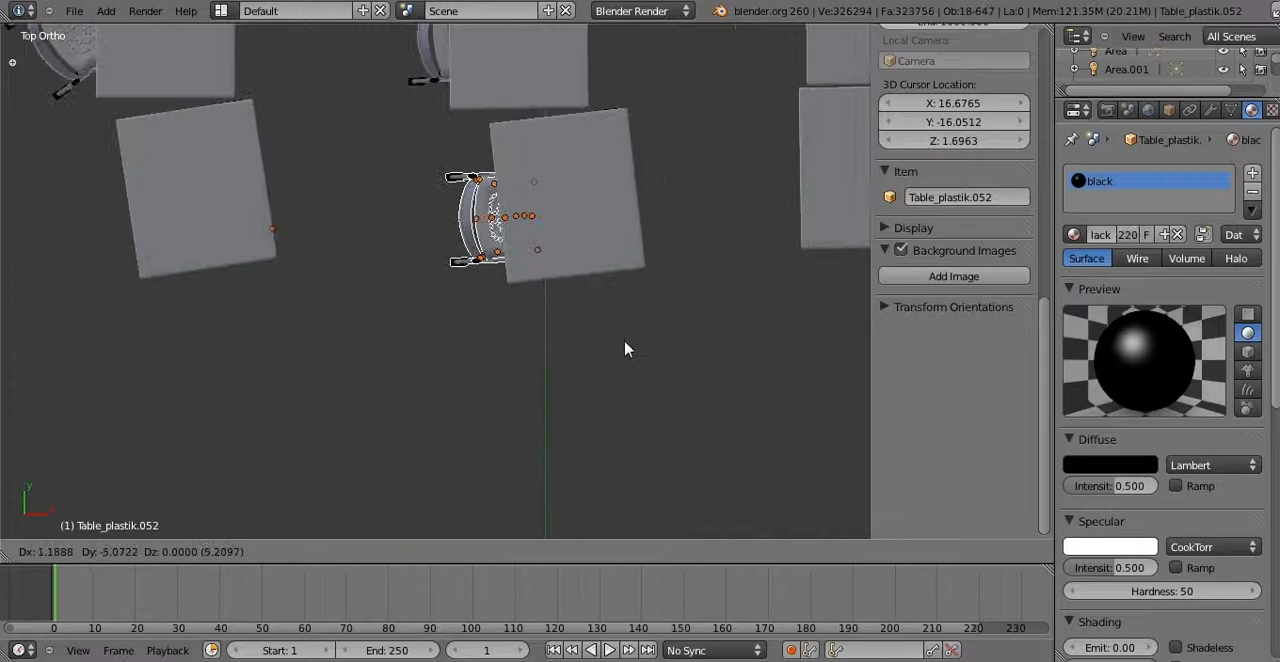 File Add Render Help Default Scene Blender Render blender.org 260 | Ve:326294 | Fa:323756 | Ob:18-647 | La:0 | Mem:121.35M (20.21M) | Table_plastik.052
Top Ortho
Local Camera:
Camera
3D Cursor Location:
X: 16.6765
Y: -16.0512
Z: 1.6963
Item
Table_plastik.052
Display
Background Images
Add Image
Transform Orientations
y
(1) Table_plastik.052
Dx: 1.1888 Dy: -5.0722 Dz: 0.0000 (5.2097)
0 10 20 30 40 50 60 70 80 90 100 110 120 130 140 150 160 170 180 190 200 210 220 230
View Frame Playback Start: 1 End: 250 1 No Sync
View Search All Scenes
Area
Area.001
Table_plastik. blac
black
lack 220 F Dat
Surface Wire Volume Halo
Preview
Diffuse
Lambert
Intensit: 0.500 Ramp
Specular
CookTorr
Intensit: 0.500 Ramp
Hardness: 50
Shading
Emit: 0.00 Shadeless